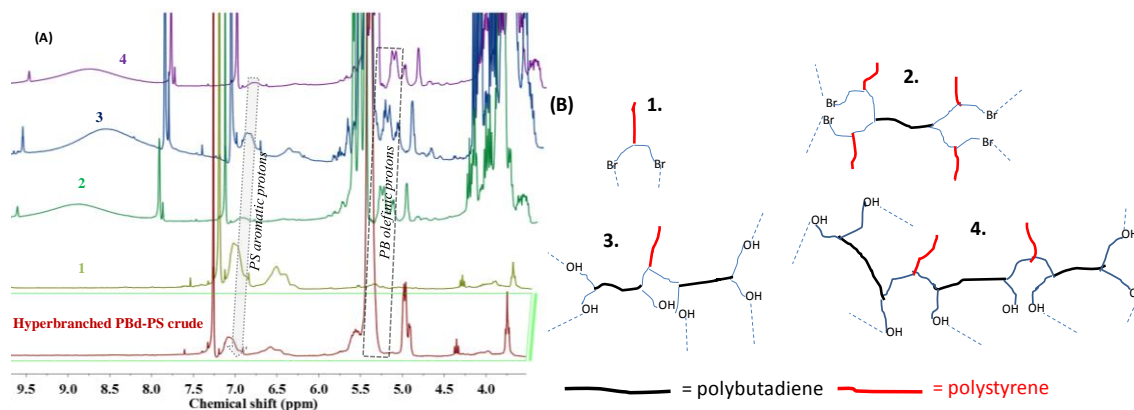 (A)
4
3
2
1
PS aromatic protons
PB olefinic protons
Hyperbranched PBd-PS crude
9.5 9.0 8.5 8.0 7.5 7.0 6.5 6.0 5.5 5.0 4.5 4.0
Chemical shift (ppm)
(B)
1.
Br
Br
2.
Br
Br
Br
Br
3.
OH
OH
OH
OH
OH
4.
OH
OH
OH
OH
OH
OH
OH
= polybutadiene
= polystyrene